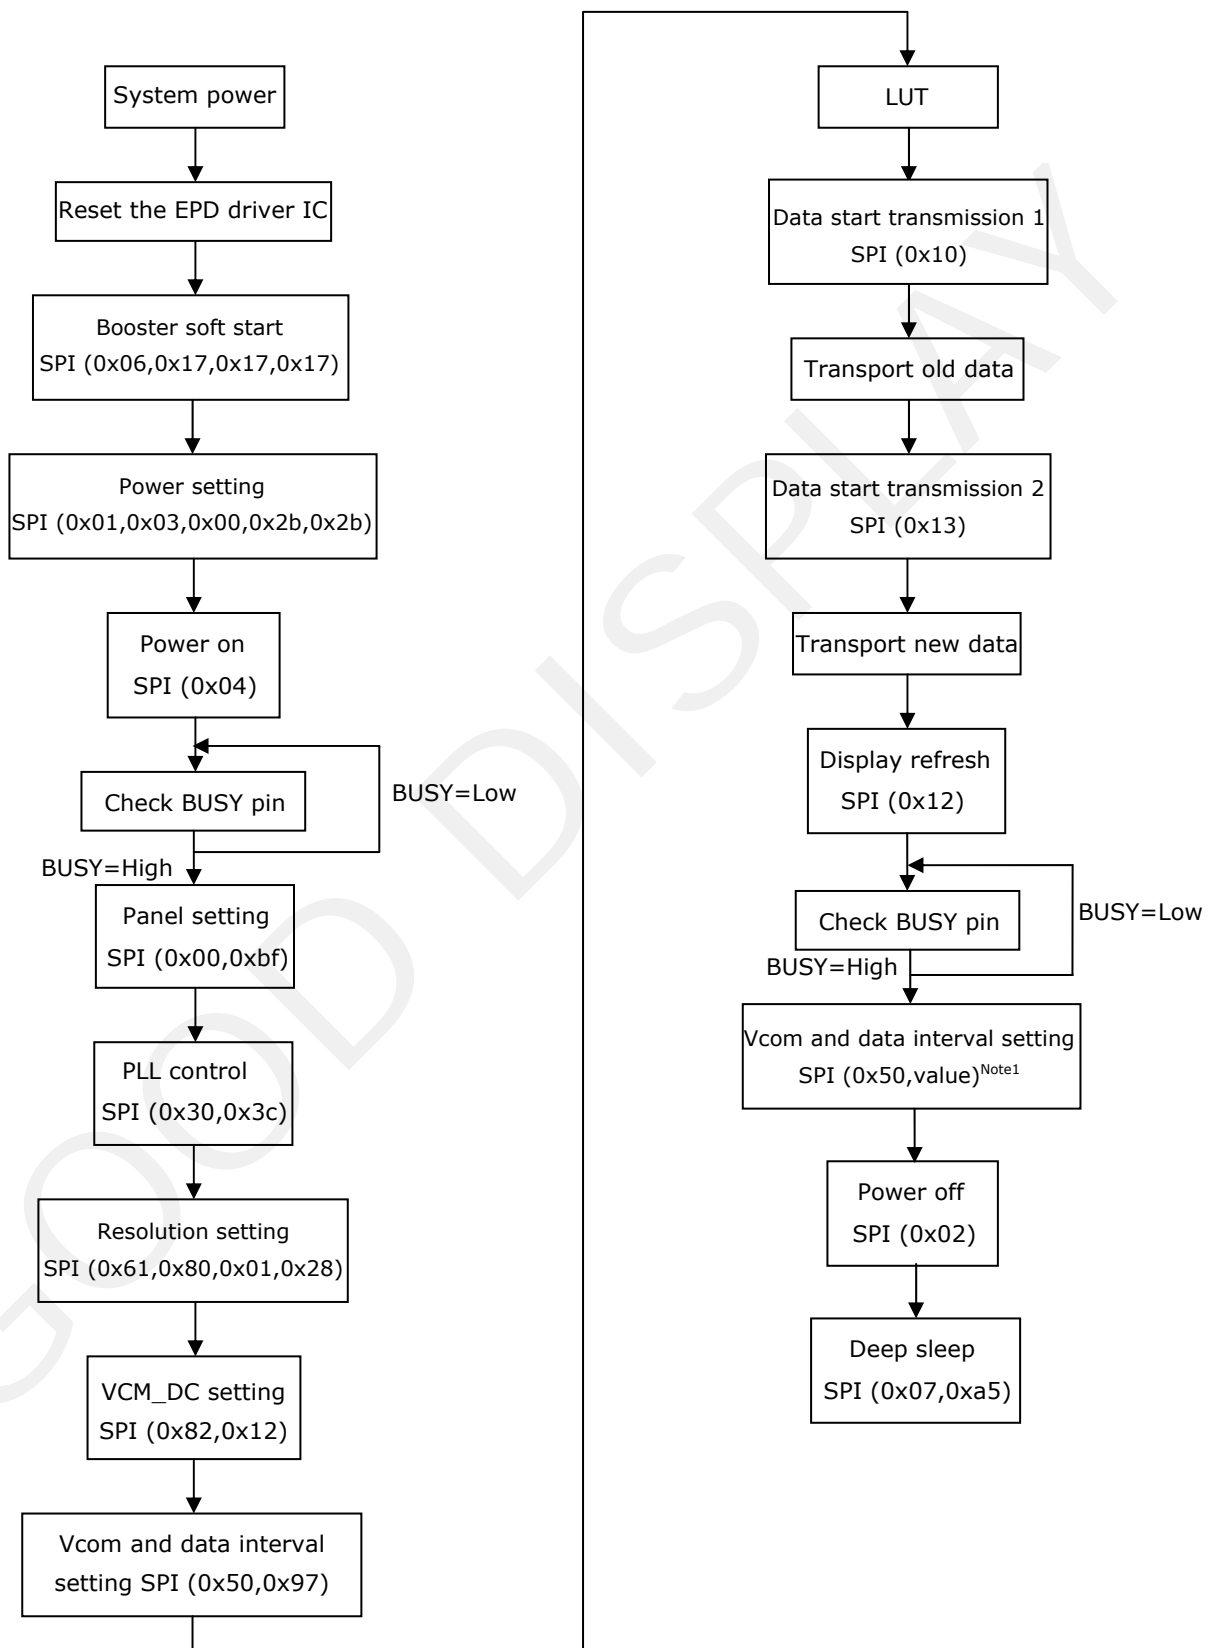 System power
Reset the EPD driver IC
Booster soft start
SPI (0x06,0x17,0x17,0x17)
Power setting
SPI (0x01,0x03,0x00,0x2b,0x2b)
Power on
SPI (0x04)
Check BUSY pin
BUSY=Low
BUSY=High
Panel setting
SPI (0x00,0xbf)
PLL control
SPI (0x30,0x3c)
Resolution setting
SPI (0x61,0x80,0x01,0x28)
VCM_DC setting
SPI (0x82,0x12)
Vcom and data interval
setting SPI (0x50,0x97)
LUT
Data start transmission 1
SPI (0x10)
Transport old data
Data start transmission 2
SPI (0x13)
Transport new data
Display refresh
SPI (0x12)
Check BUSY pin
BUSY=Low
BUSY=High
Vcom and data interval setting
SPI (0x50,value)Note1
Power off
SPI (0x02)
Deep sleep
SPI (0x07,0xa5)
GOOD DISPLAY